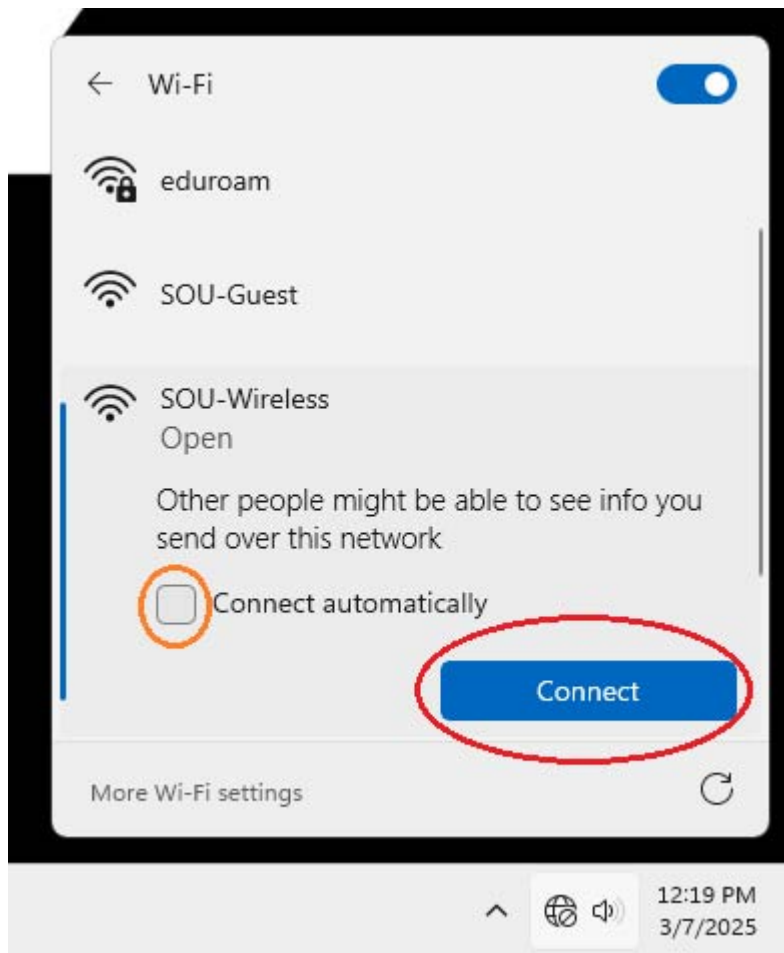 Wi-Fi
eduroam
SOU-Guest
SOU-Wireless
Open
Other people might be able to see info you
send over this network
Connect automatically
Connect
More Wi-Fi settings
12:19 PM
3/7/2025